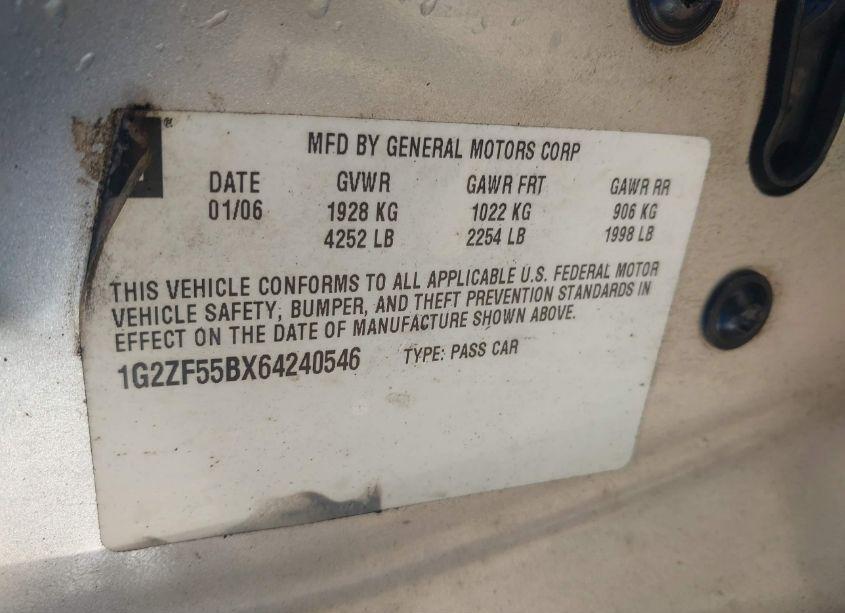 MFD BY GENERAL MOTORS CORP
DATE GVWR GAWR FRT GAWR RR
01/06 1928 KG 1022 KG 906 KG
4252 LB 2254 LB 1998 LB
THIS VEHICLE CONFORMS TO ALL APPLICABLE U.S. FEDERAL MOTOR
VEHICLE SAFETY, BUMPER, AND THEFT PREVENTION STANDARDS IN
EFFECT ON THE DATE OF MANUFACTURE SHOWN ABOVE.
1G2ZF55BX64240546 TYPE: PASS CAR